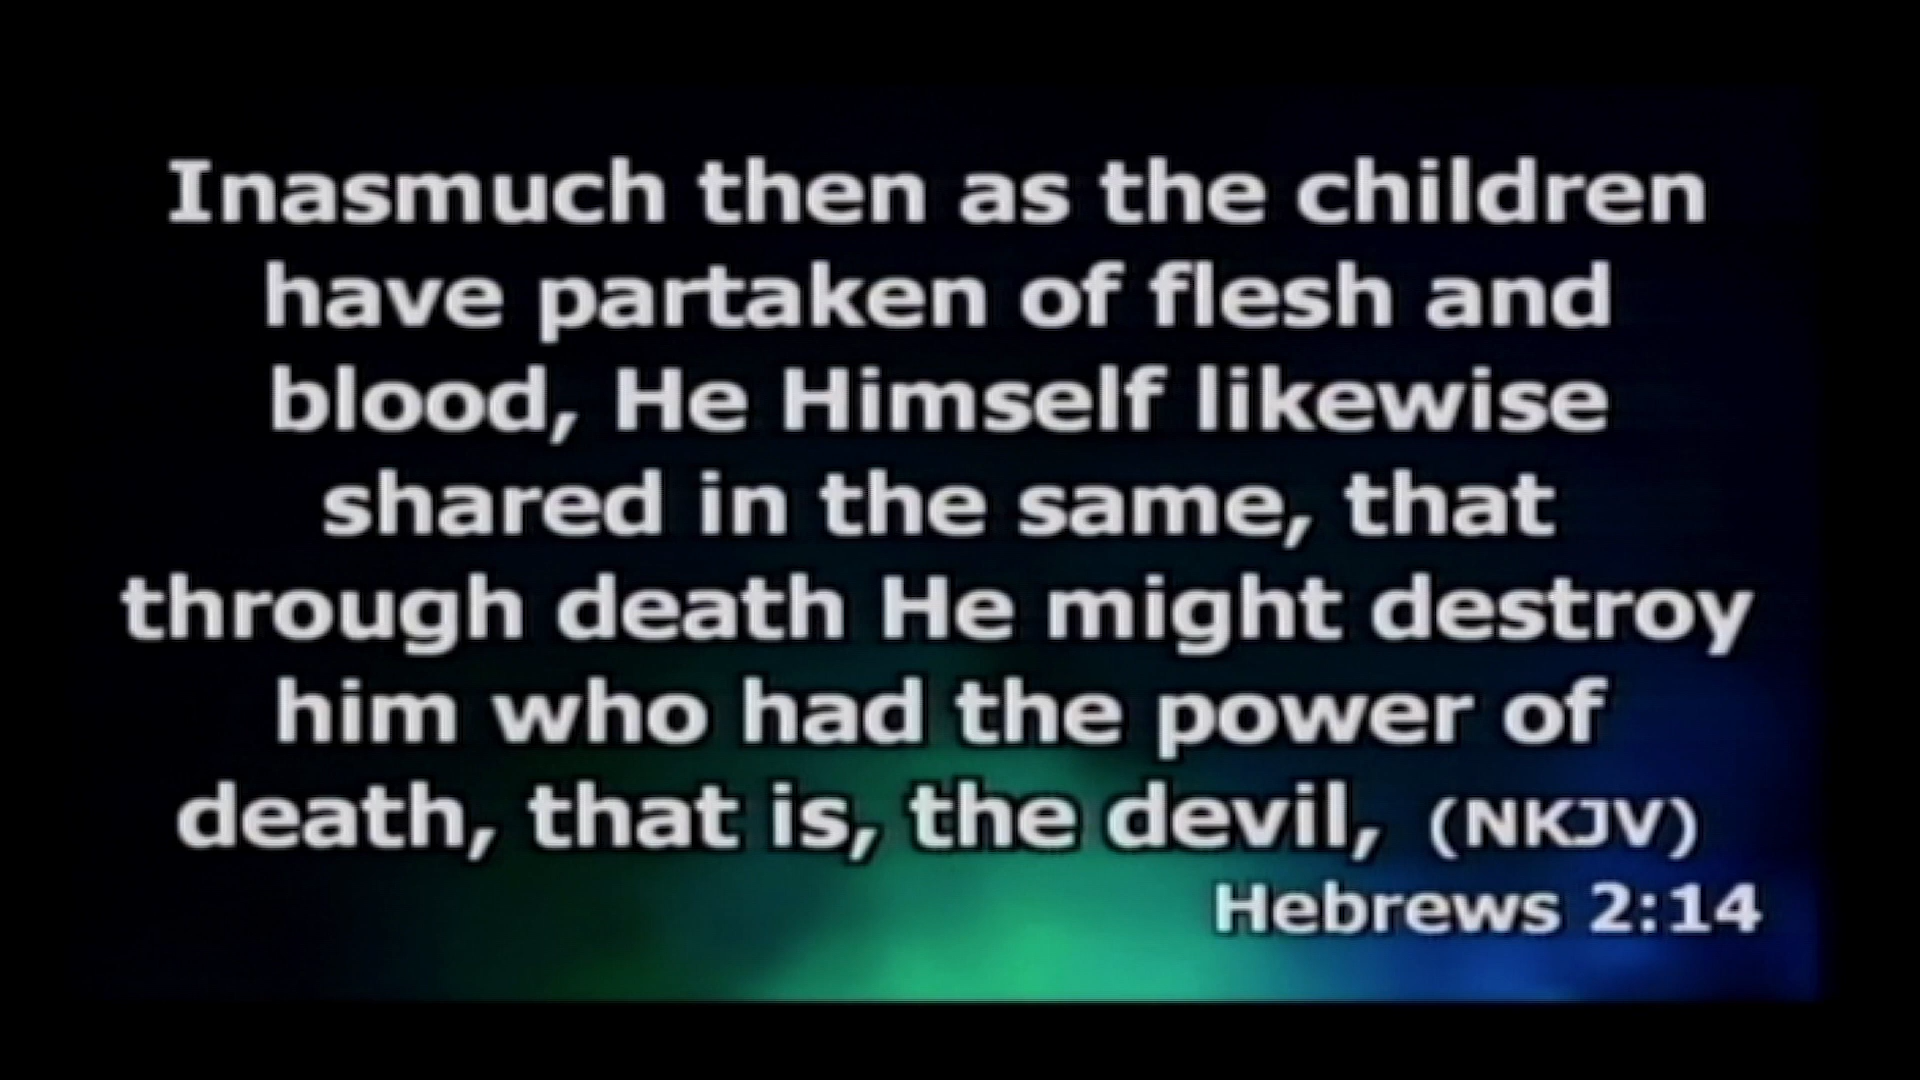 Inasmuch then as the children
have partaken of flesh and
blood, He Himself likewise
shared in the same, that
through death He might destroy
him who had the power of
death, that is, the devil, (NKJV)
Hebrews 2:14